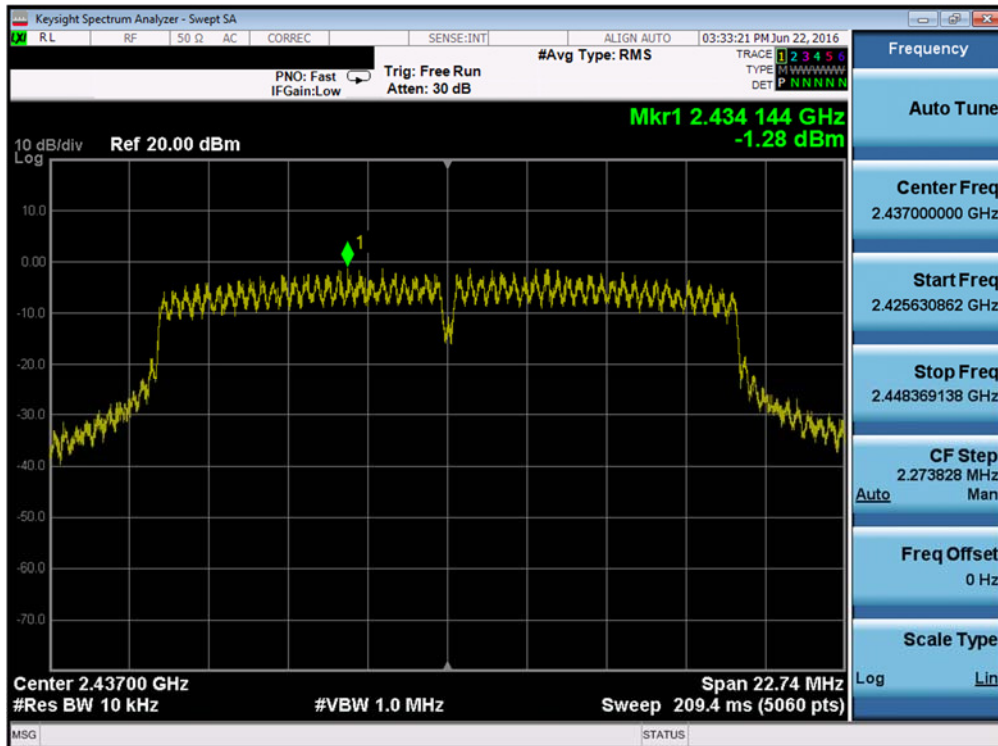 Keysight Spectrum Analyzer - Swept SA
LXI RL RF 50 Ω AC CORREC SENSE:INT ALIGN AUTO 03:33:21 PM Jun 22, 2016
PNO: Fast
IFGain:Low
Trig: Free Run
Atten: 30 dB
#Avg Type: RMS
TRACE 1 2 3 4 5 6
TYPE M WWWWW
DET P N N N N N
Mkr1 2.434 144 GHz
-1.28 dBm
10 dB/div
Log
Ref 20.00 dBm
10.0
0.00
-10.0
-20.0
-30.0
-40.0
-50.0
-60.0
-70.0
1
Center 2.43700 GHz
Span 22.74 MHz
#Res BW 10 kHz
#VBW 1.0 MHz
Sweep 209.4 ms (5060 pts)
MSG
STATUS
Frequency
Auto Tune
Center Freq
2.437000000 GHz
Start Freq
2.425630862 GHz
Stop Freq
2.448369138 GHz
CF Step
2.273828 MHz
Auto Man
Freq Offset
0 Hz
Scale Type
Log Lin